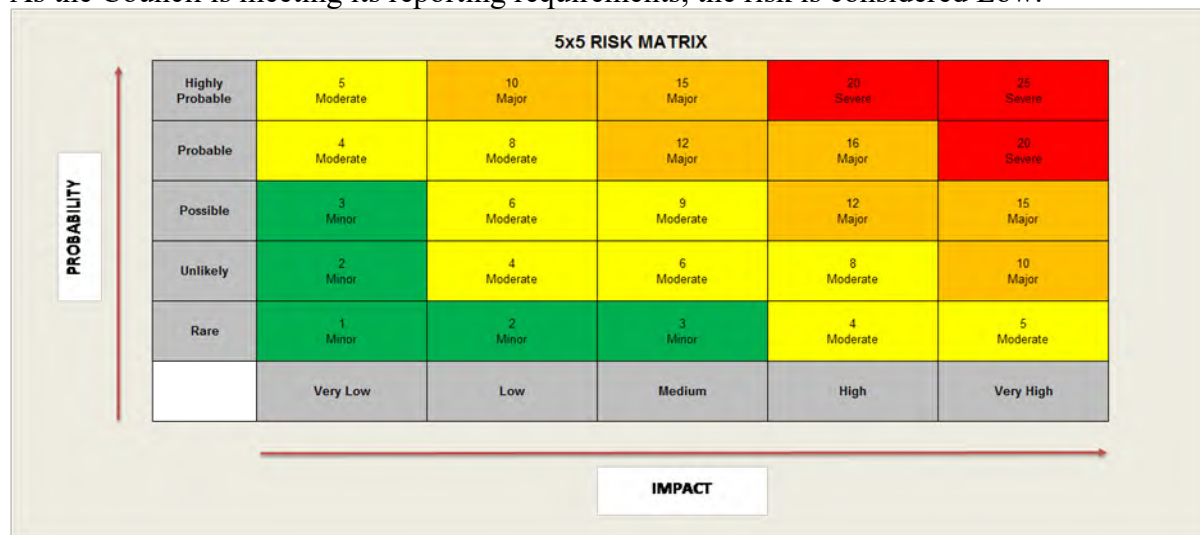 As the Council is meeting its reporting requirements, the risk is considered Low.
5x5 RISK MATRIX
PROBABILITY
Highly
Probable
5
Moderate
10
Major
15
Major
20
Severe
25
Severe
Probable
4
Moderate
8
Moderate
12
Major
16
Major
20
Severe
Possible
3
Minor
6
Moderate
9
Moderate
12
Major
15
Major
Unlikely
2
Minor
4
Moderate
6
Moderate
8
Moderate
10
Major
Rare
1
Minor
2
Minor
3
Minor
4
Moderate
5
Moderate
Very Low
Low
Medium
High
Very High
IMPACT